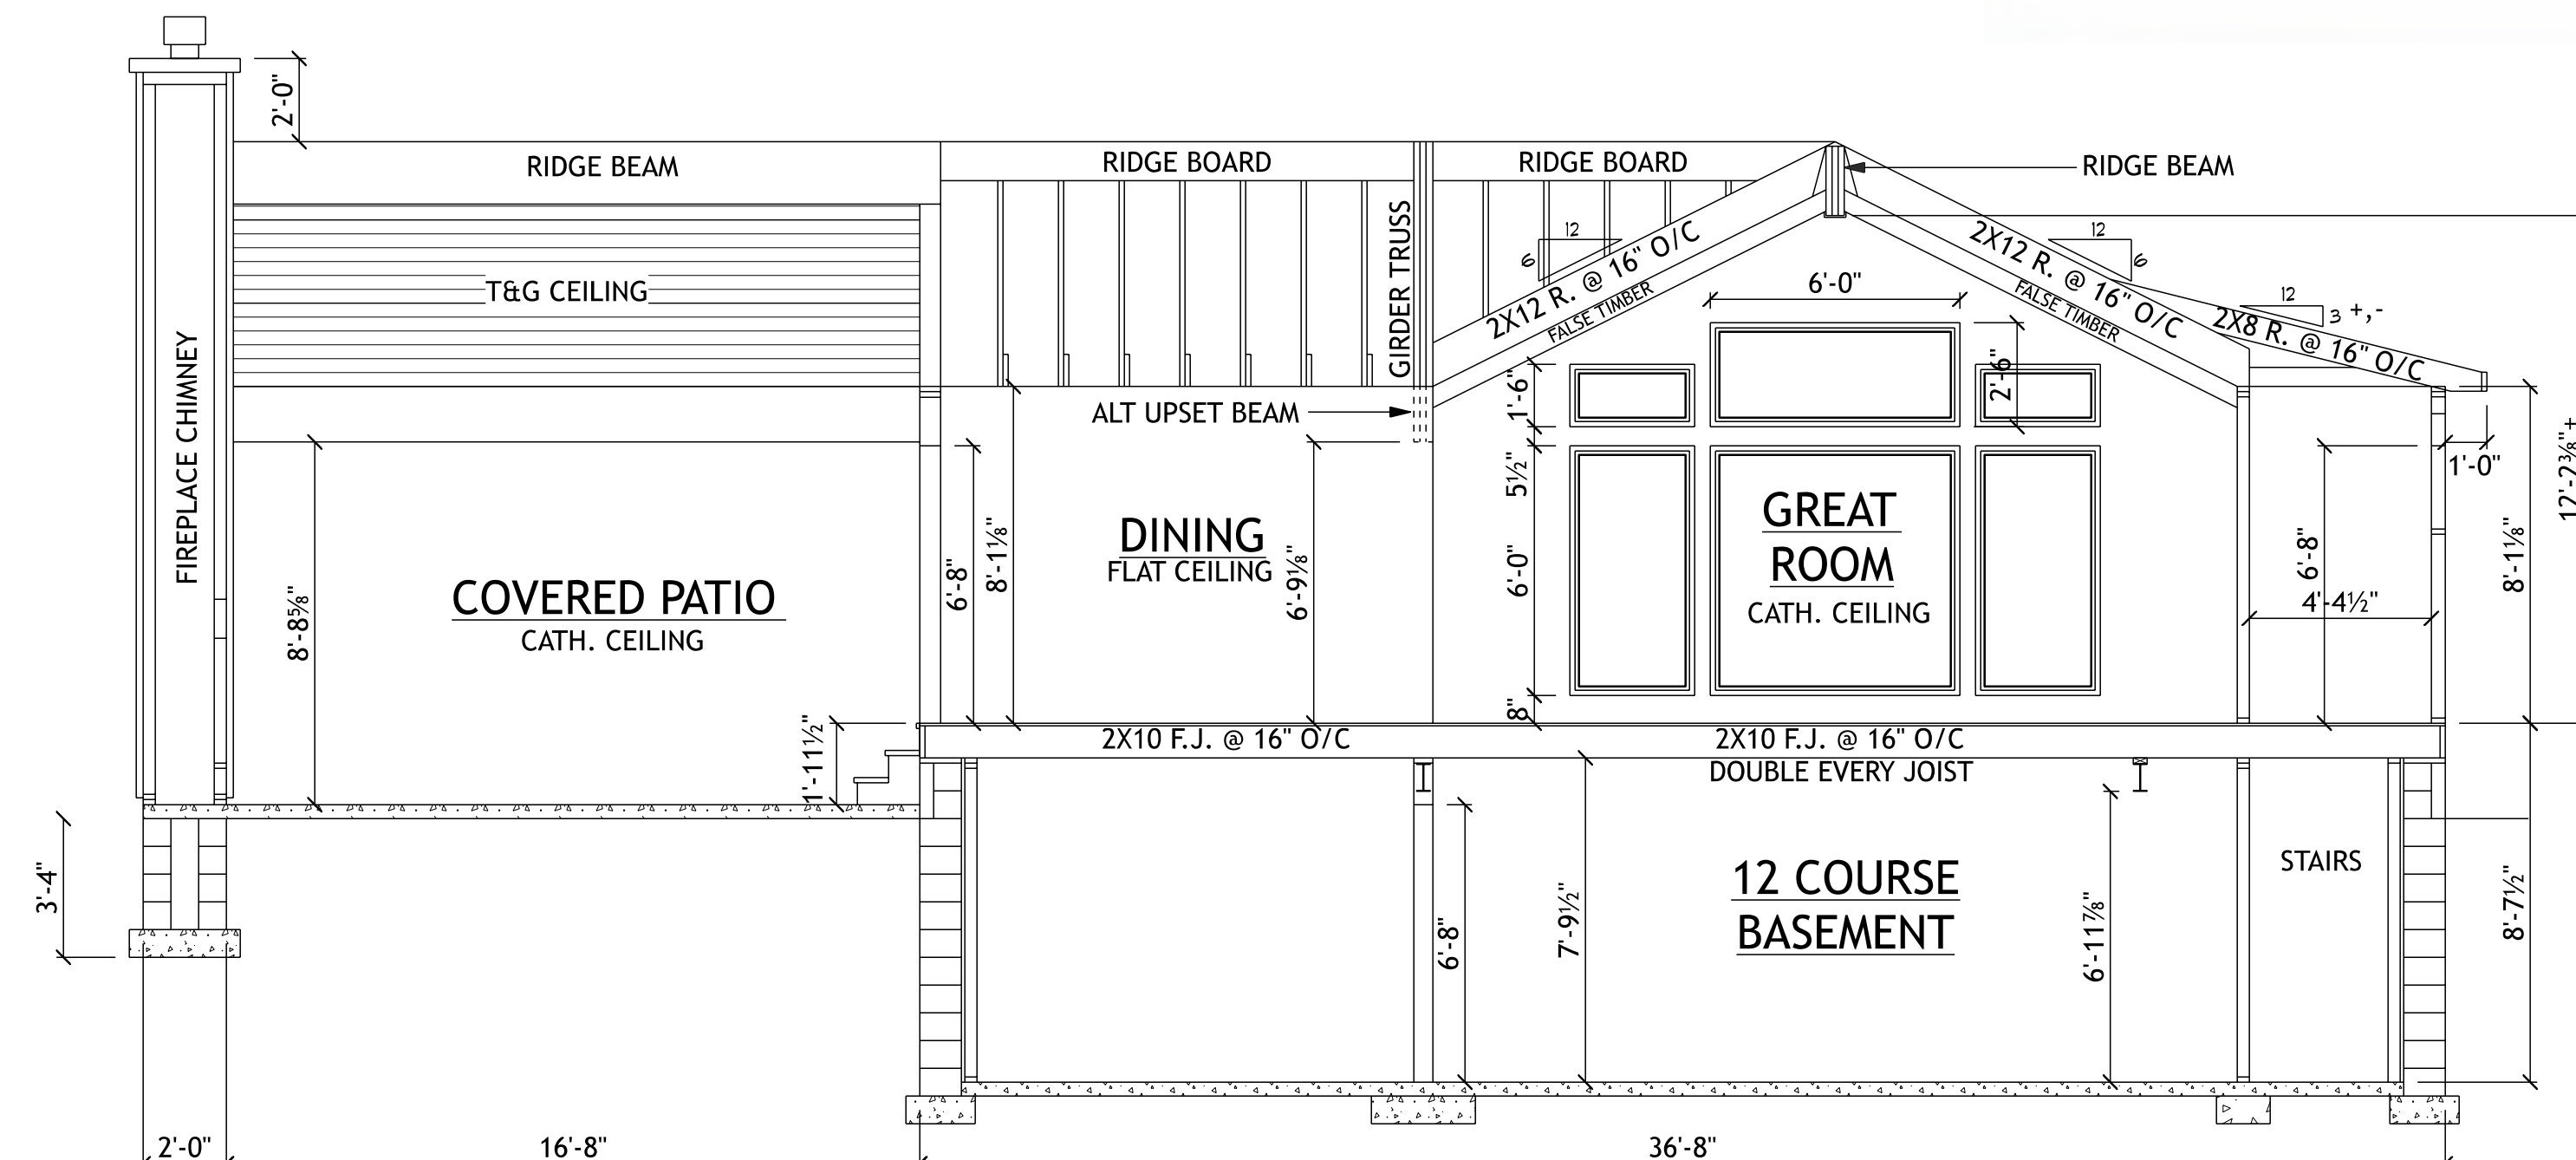 2'-0"
RIDGE BEAM
RIDGE BOARD
RIDGE BOARD
RIDGE BEAM
GIRDER TRUSS
12
6
2X12 R. @ 16" O/C
FALSE TIMBER
12
6
2X12 R. @ 16" O/C
FALSE TIMBER
12
3 +,-
2X8 R. @ 16" O/C
6'-0"
T&G CEILING
FIREPLACE CHIMNEY
ALT UPSET BEAM
1'-6"
2'-6"
5½"
6'-0"
8"
1'-0"
12'-2⅜"+
8'-8⅝"
COVERED PATIO
CATH. CEILING
6'-8"
8'-1⅛"
DINING
FLAT CEILING
6'-9⅛"
GREAT
ROOM
CATH. CEILING
6'-8"
4'-4½"
8'-1⅛"
1'-11½"
2X10 F.J. @ 16" O/C
2X10 F.J. @ 16" O/C
DOUBLE EVERY JOIST
3'-4"
6'-8"
7'-9½"
12 COURSE
BASEMENT
6'-11⅞"
STAIRS
8'-7½"
2'-0"
16'-8"
36'-8"